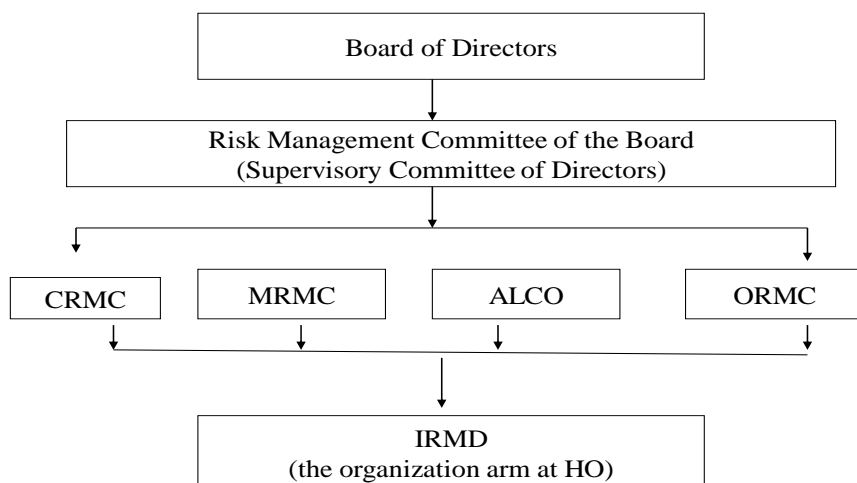 Board of Directors
Risk Management Committee of the Board
(Supervisory Committee of Directors)
CRMC
MRMC
ALCO
ORMC
IRMD
(the organization arm at HO)